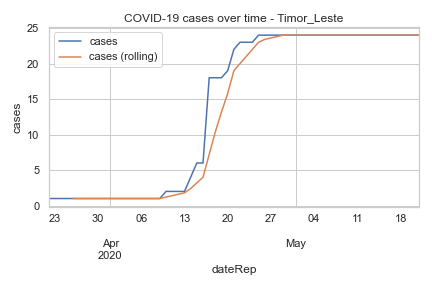 COVID-19 cases over time - Timor_Leste
cases
cases (rolling)
25
20
15
10
5
0
cases
23 30 06 13 20 27 04 11 18
Apr May
2020
dateRep